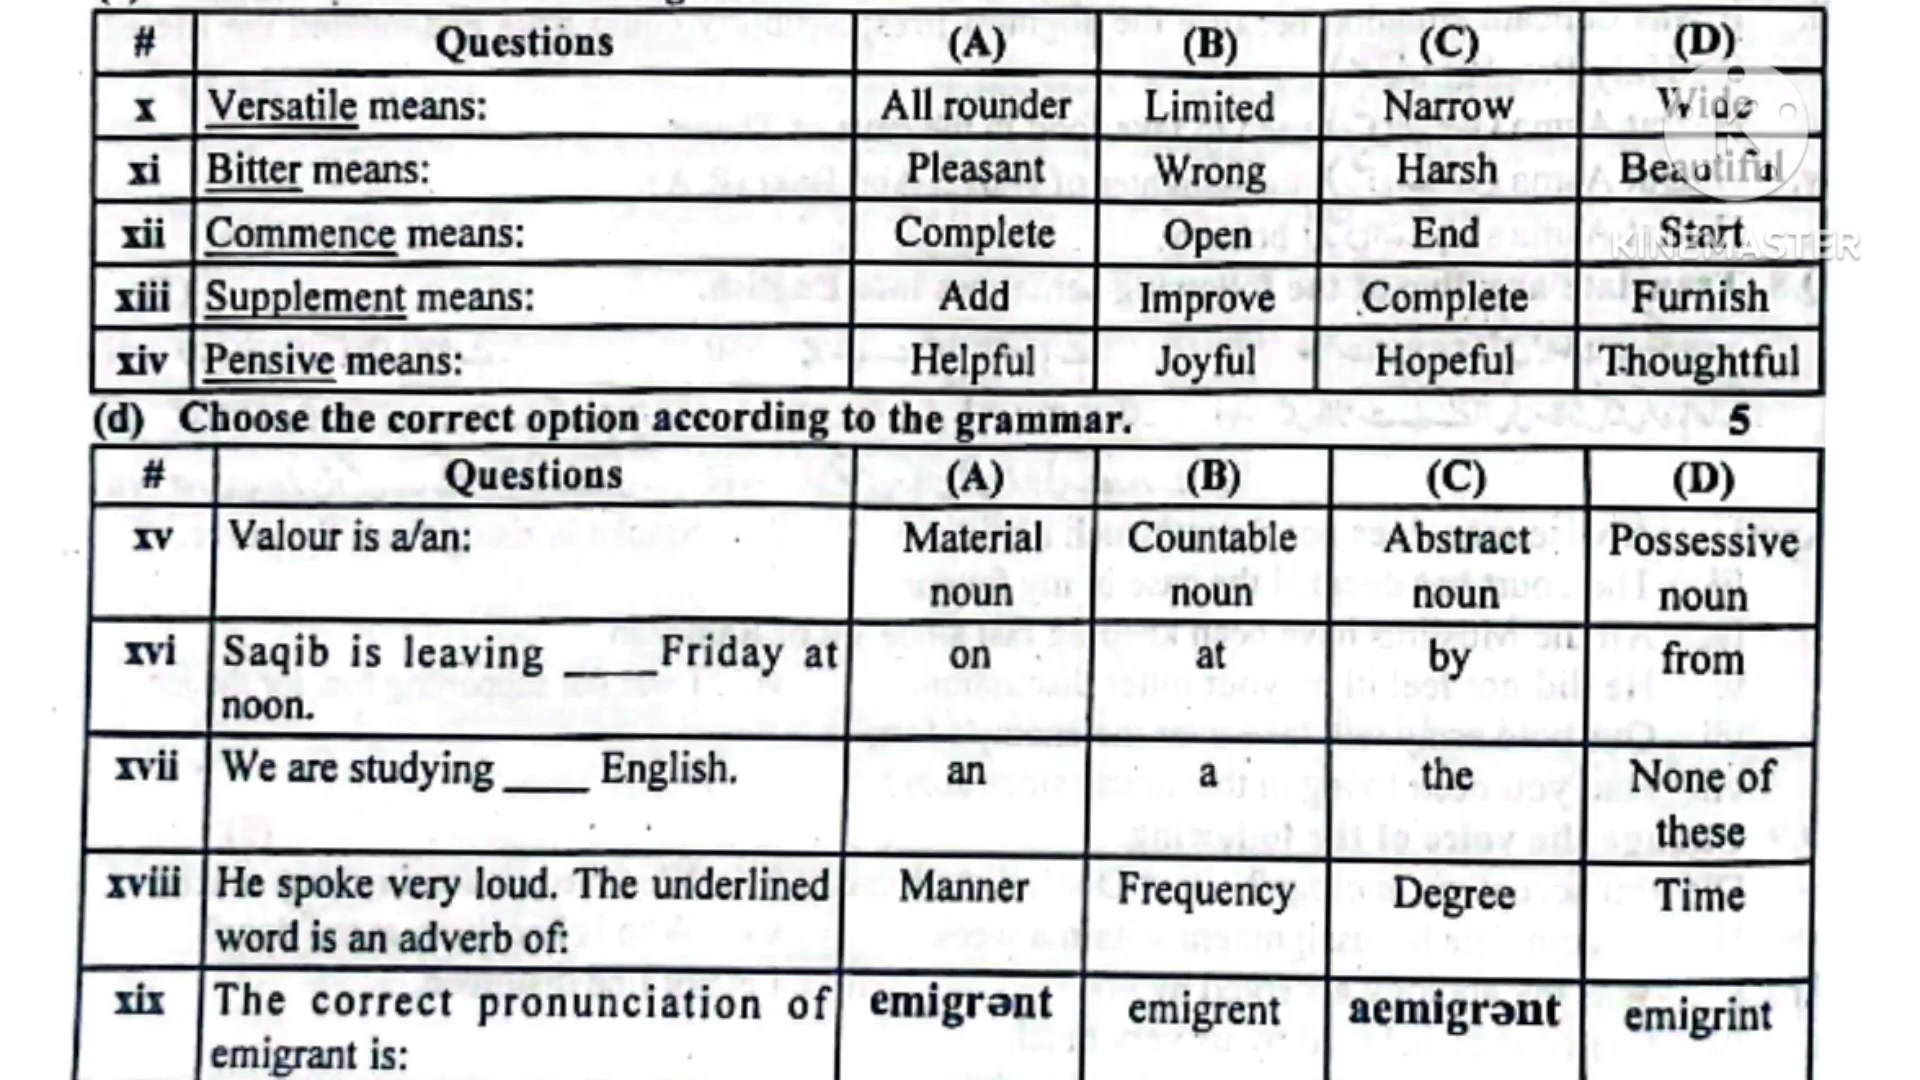 # Questions (A) (B) (C) (D)
x Versatile means: All rounder Limited Narrow Wide
xi Bitter means: Pleasant Wrong Harsh Beautiful
xii Commence means: Complete Open End Start
KINEMASTER
xiii Supplement means: Add Improve Complete Furnish
xiv Pensive means: Helpful Joyful Hopeful Thoughtful
(d) Choose the correct option according to the grammar. 5
# Questions (A) (B) (C) (D)
xv Valour is a/an: Material Countable Abstract Possessive
noun noun noun noun
xvi Saqib is leaving ____ Friday at on at by from
noon.
xvii We are studying ____ English. an a the None of
these
xviii He spoke very loud. The underlined Manner Frequency Degree Time
word is an adverb of:
xix The correct pronunciation of emigrənt emigrent aemigrənt emigrint
emigrant is: